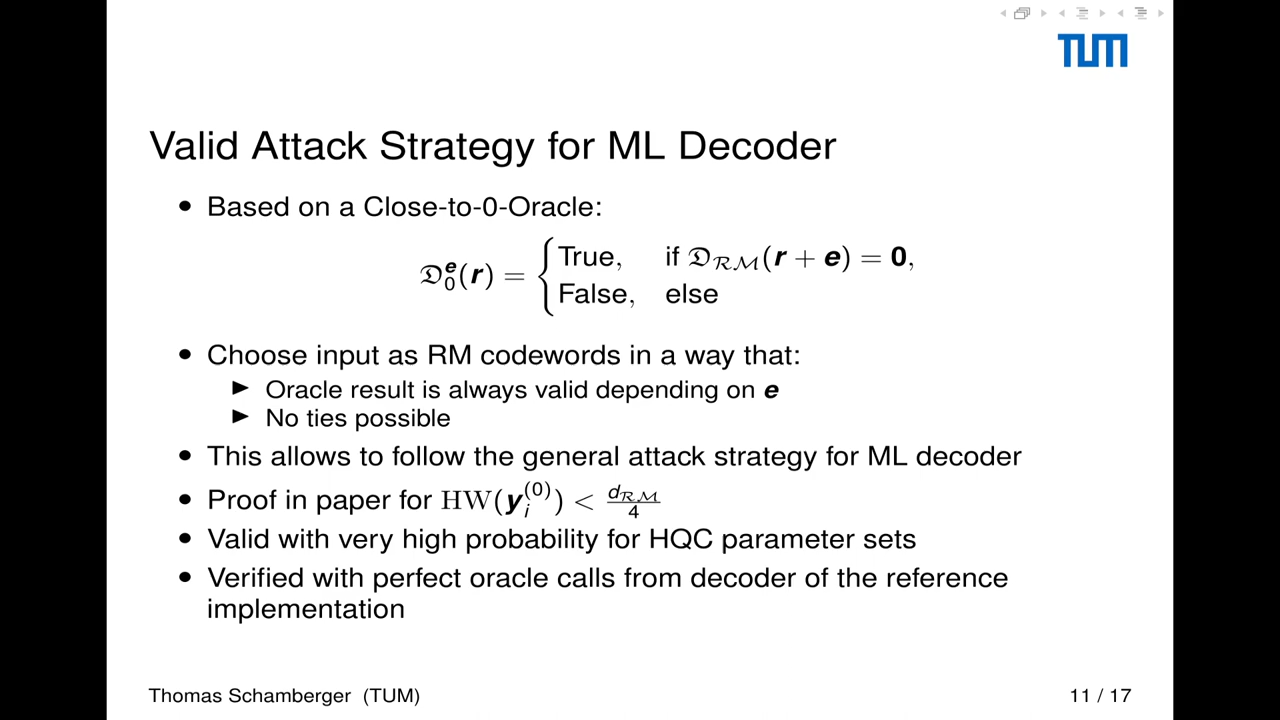 TUM
Valid Attack Strategy for ML Decoder
• Based on a Close-to-0-Oracle:
𝔇₀ᵉ(r) = { True, if 𝔇_ℛℳ(r + e) = 0,
False, else
• Choose input as RM codewords in a way that:
▶ Oracle result is always valid depending on e
▶ No ties possible
• This allows to follow the general attack strategy for ML decoder
• Proof in paper for HW(y_i^(0)) < d_ℛℳ/4
• Valid with very high probability for HQC parameter sets
• Verified with perfect oracle calls from decoder of the reference
implementation
Thomas Schamberger (TUM) 11 / 17